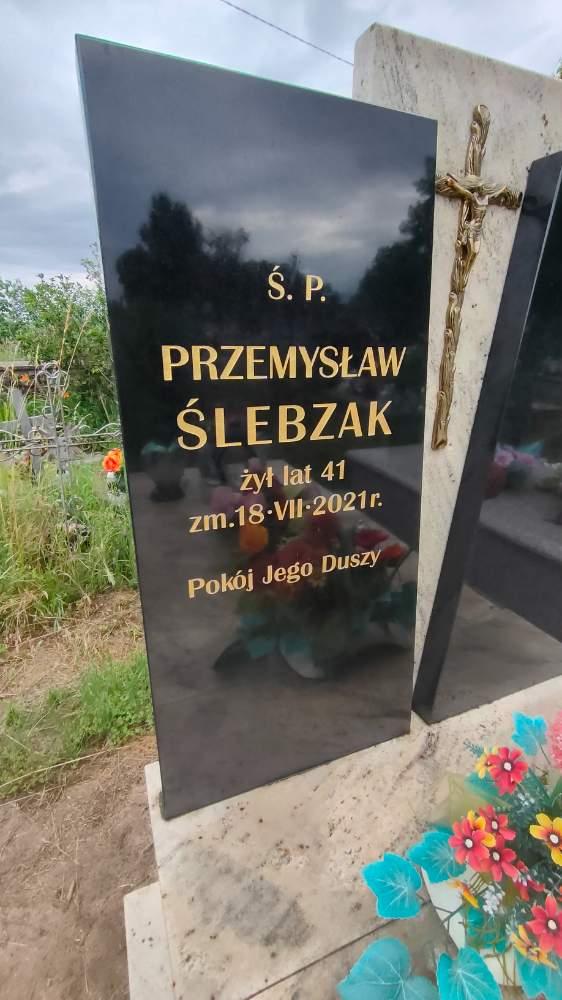 Ś. P.
PRZEMYSŁAW
ŚLEBZAK
żył lat 41
zm.18·VII·2021r.
Pokój Jego Duszy